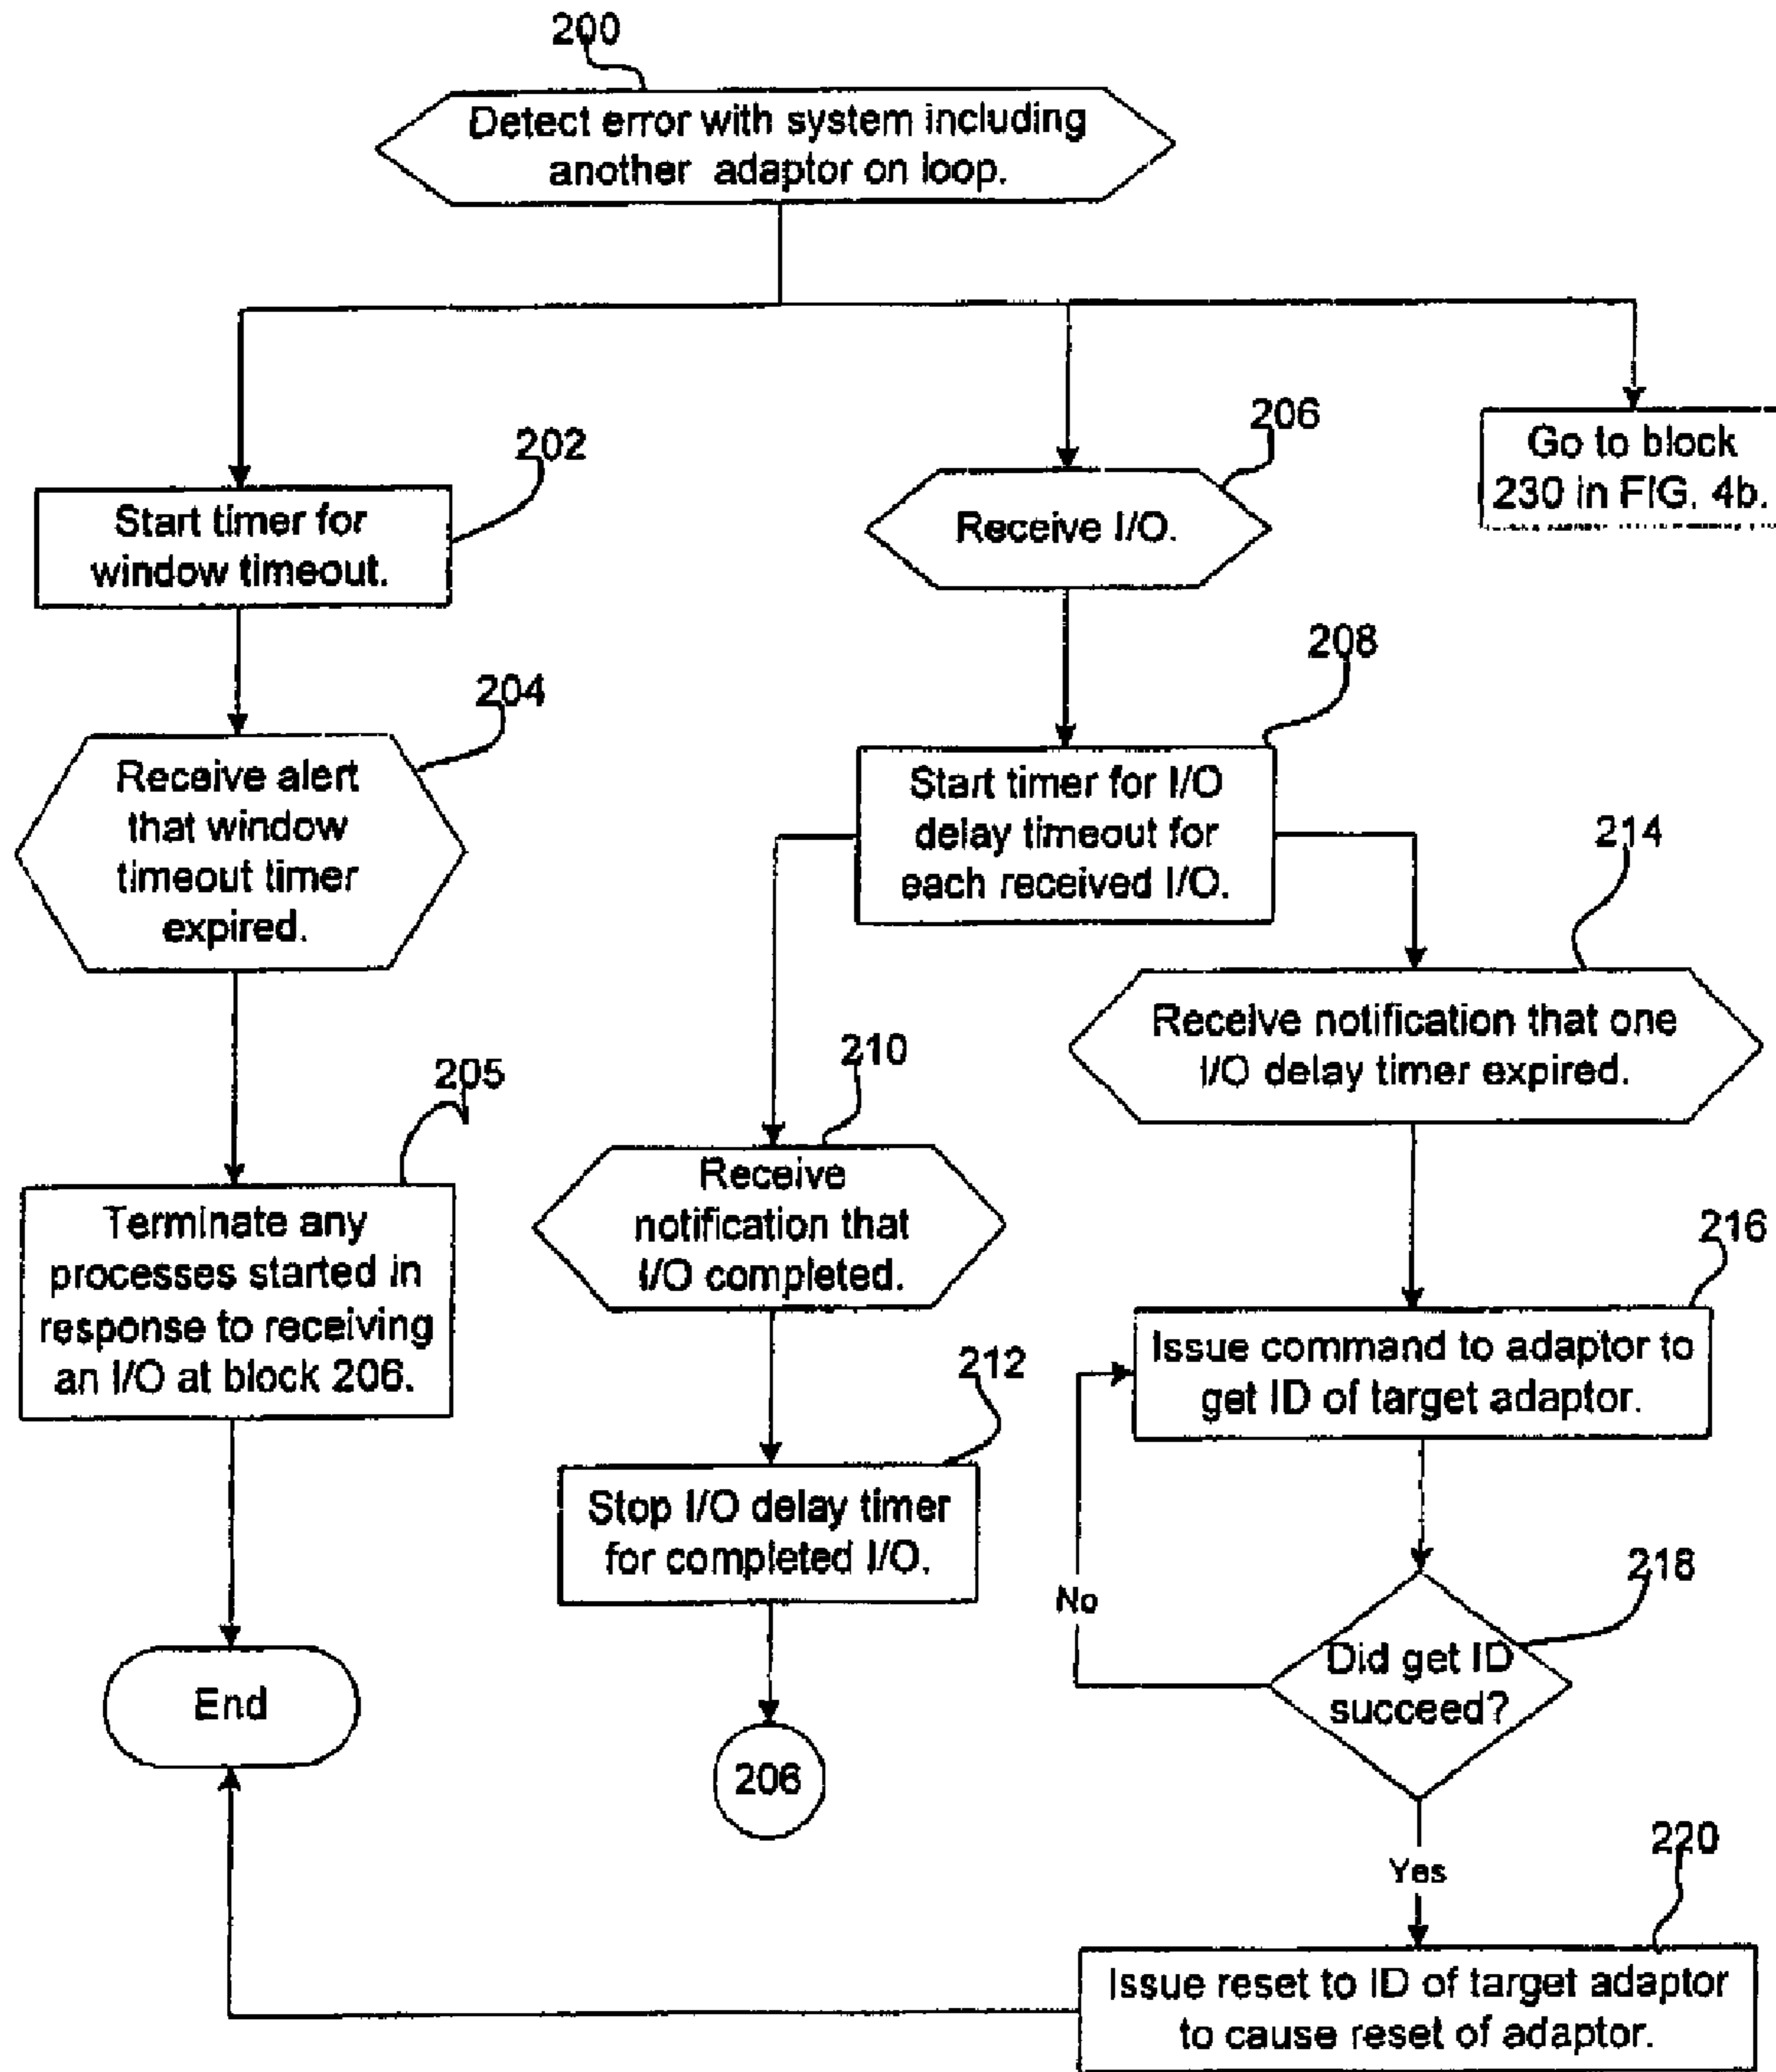 200
Detect error with system including
another adaptor on loop.
202
Start timer for
window timeout.
206
Receive I/O.
Go to block
230 in FIG. 4b.
204
Receive alert
that window
timeout timer
expired.
208
Start timer for I/O
delay timeout for
each received I/O.
214
Receive notification that one
I/O delay timer expired.
205
Terminate any
processes started in
response to receiving
an I/O at block 206.
210
Receive
notification that
I/O completed.
216
Issue command to adaptor to
get ID of target adaptor.
212
Stop I/O delay timer
for completed I/O.
218
Did get ID
succeed?
No
End
206
Yes
220
Issue reset to ID of target adaptor
to cause reset of adaptor.